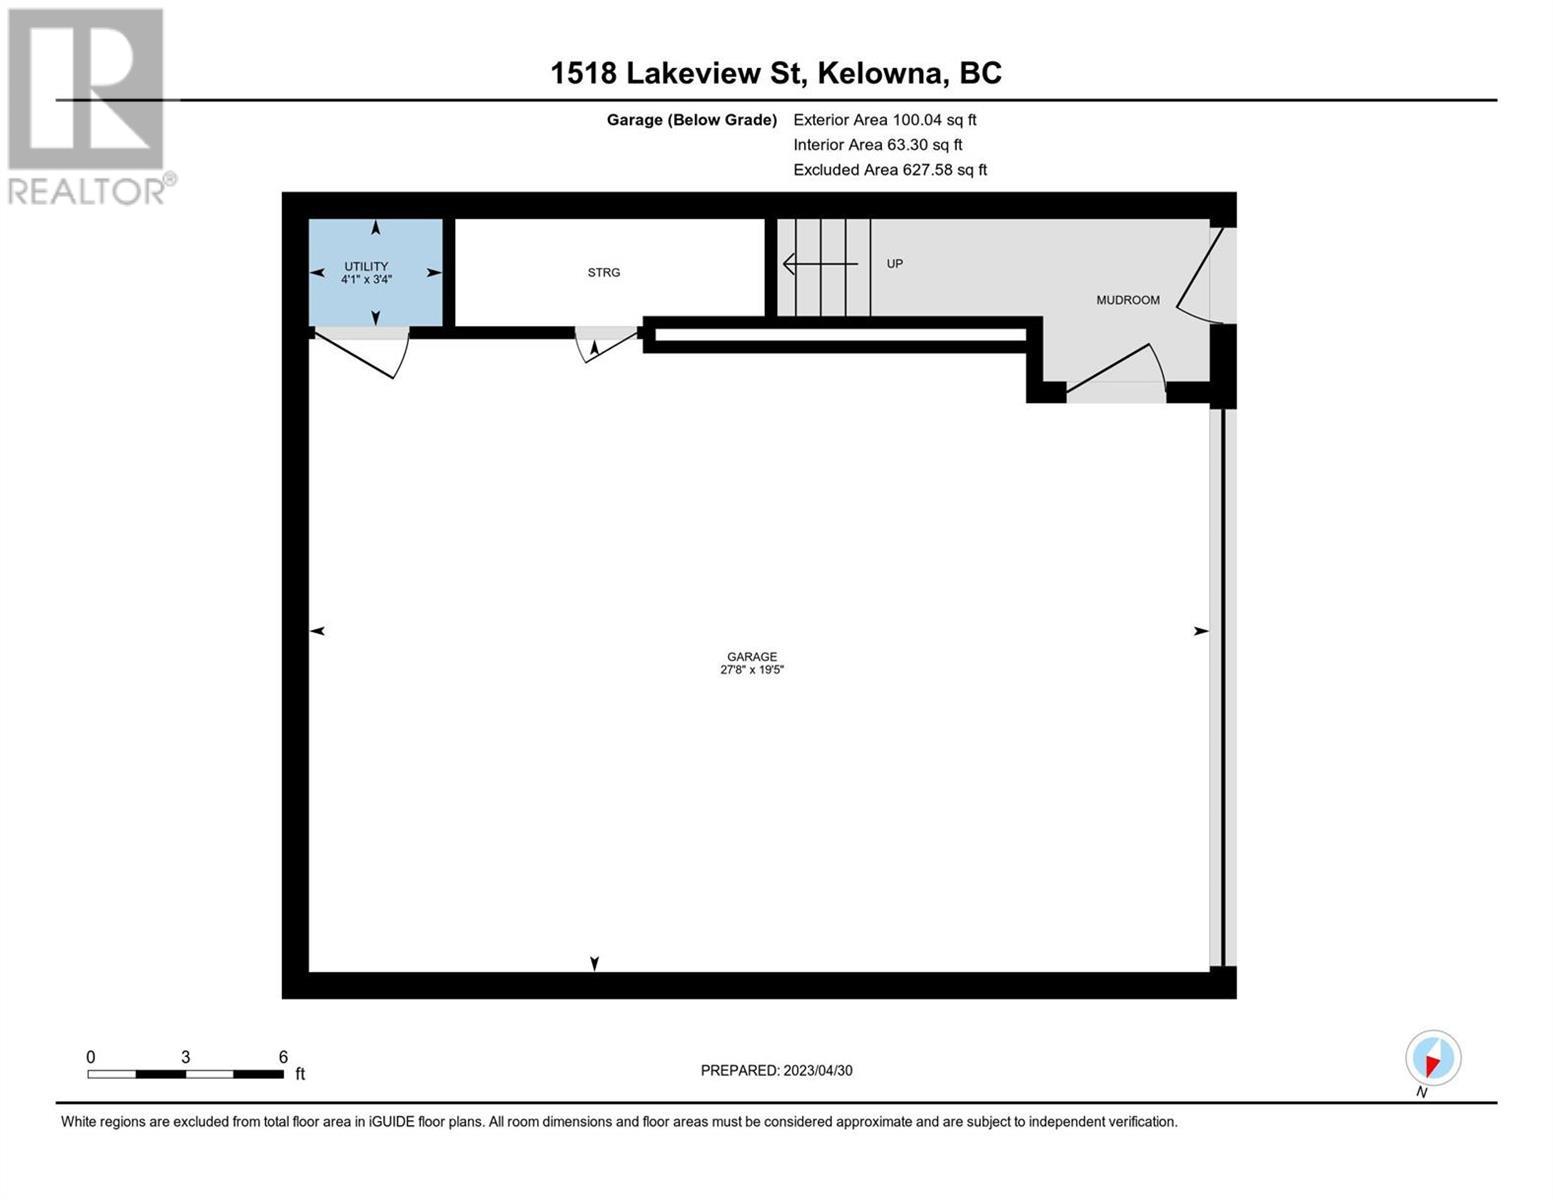 1518 Lakeview St, Kelowna, BC
Garage (Below Grade) Exterior Area 100.04 sq ft
Interior Area 63.30 sq ft
Excluded Area 627.58 sq ft
REALTOR®
UTILITY
4'1" x 3'4"
STRG
UP
MUDROOM
GARAGE
27'8" x 19'5"
0 3 6
ft
PREPARED: 2023/04/30
N
White regions are excluded from total floor area in iGUIDE floor plans. All room dimensions and floor areas must be considered approximate and are subject to independent verification.